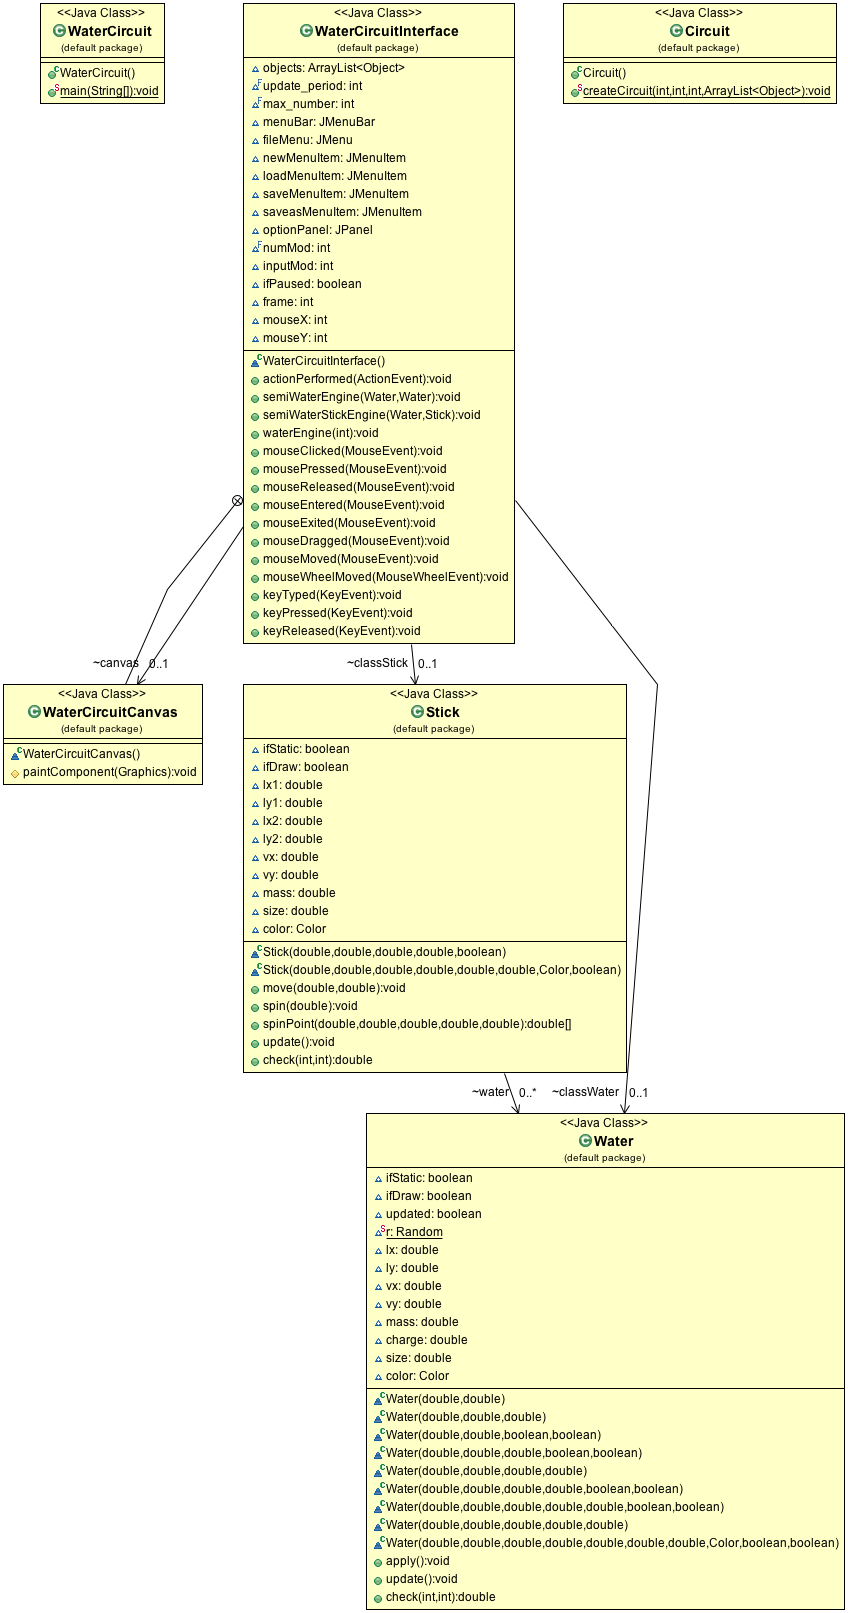 <<Java Class>>
WaterCircuit
(default package)
WaterCircuit()
main(String[]):void
<<Java Class>>
WaterCircuitInterface
(default package)
objects: ArrayList<Object>
update_period: int
max_number: int
menuBar: JMenuBar
fileMenu: JMenu
newMenuItem: JMenuItem
loadMenuItem: JMenuItem
saveMenuItem: JMenuItem
saveasMenuItem: JMenuItem
optionPanel: JPanel
numMod: int
inputMod: int
ifPaused: boolean
frame: int
mouseX: int
mouseY: int
WaterCircuitInterface()
actionPerformed(ActionEvent):void
semiWaterEngine(Water,Water):void
semiWaterStickEngine(Water,Stick):void
waterEngine(int):void
mouseClicked(MouseEvent):void
mousePressed(MouseEvent):void
mouseReleased(MouseEvent):void
mouseEntered(MouseEvent):void
mouseExited(MouseEvent):void
mouseDragged(MouseEvent):void
mouseMoved(MouseEvent):void
mouseWheelMoved(MouseWheelEvent):void
keyTyped(KeyEvent):void
keyPressed(KeyEvent):void
keyReleased(KeyEvent):void
<<Java Class>>
Circuit
(default package)
Circuit()
createCircuit(int,int,int,ArrayList<Object>):void
~canvas 0..1
~classStick 0..1
<<Java Class>>
WaterCircuitCanvas
(default package)
WaterCircuitCanvas()
paintComponent(Graphics):void
<<Java Class>>
Stick
(default package)
ifStatic: boolean
ifDraw: boolean
lx1: double
ly1: double
lx2: double
ly2: double
vx: double
vy: double
mass: double
size: double
color: Color
Stick(double,double,double,double,boolean)
Stick(double,double,double,double,double,double,Color,boolean)
move(double,double):void
spin(double):void
spinPoint(double,double,double,double,double):double[]
update():void
check(int,int):double
~water 0..*
~classWater 0..1
<<Java Class>>
Water
(default package)
ifStatic: boolean
ifDraw: boolean
updated: boolean
r: Random
lx: double
ly: double
vx: double
vy: double
mass: double
charge: double
size: double
color: Color
Water(double,double)
Water(double,double,double)
Water(double,double,boolean,boolean)
Water(double,double,double,boolean,boolean)
Water(double,double,double,double)
Water(double,double,double,double,boolean,boolean)
Water(double,double,double,double,double,boolean,boolean)
Water(double,double,double,double,double)
Water(double,double,double,double,double,double,double,Color,boolean,boolean)
apply():void
update():void
check(int,int):double